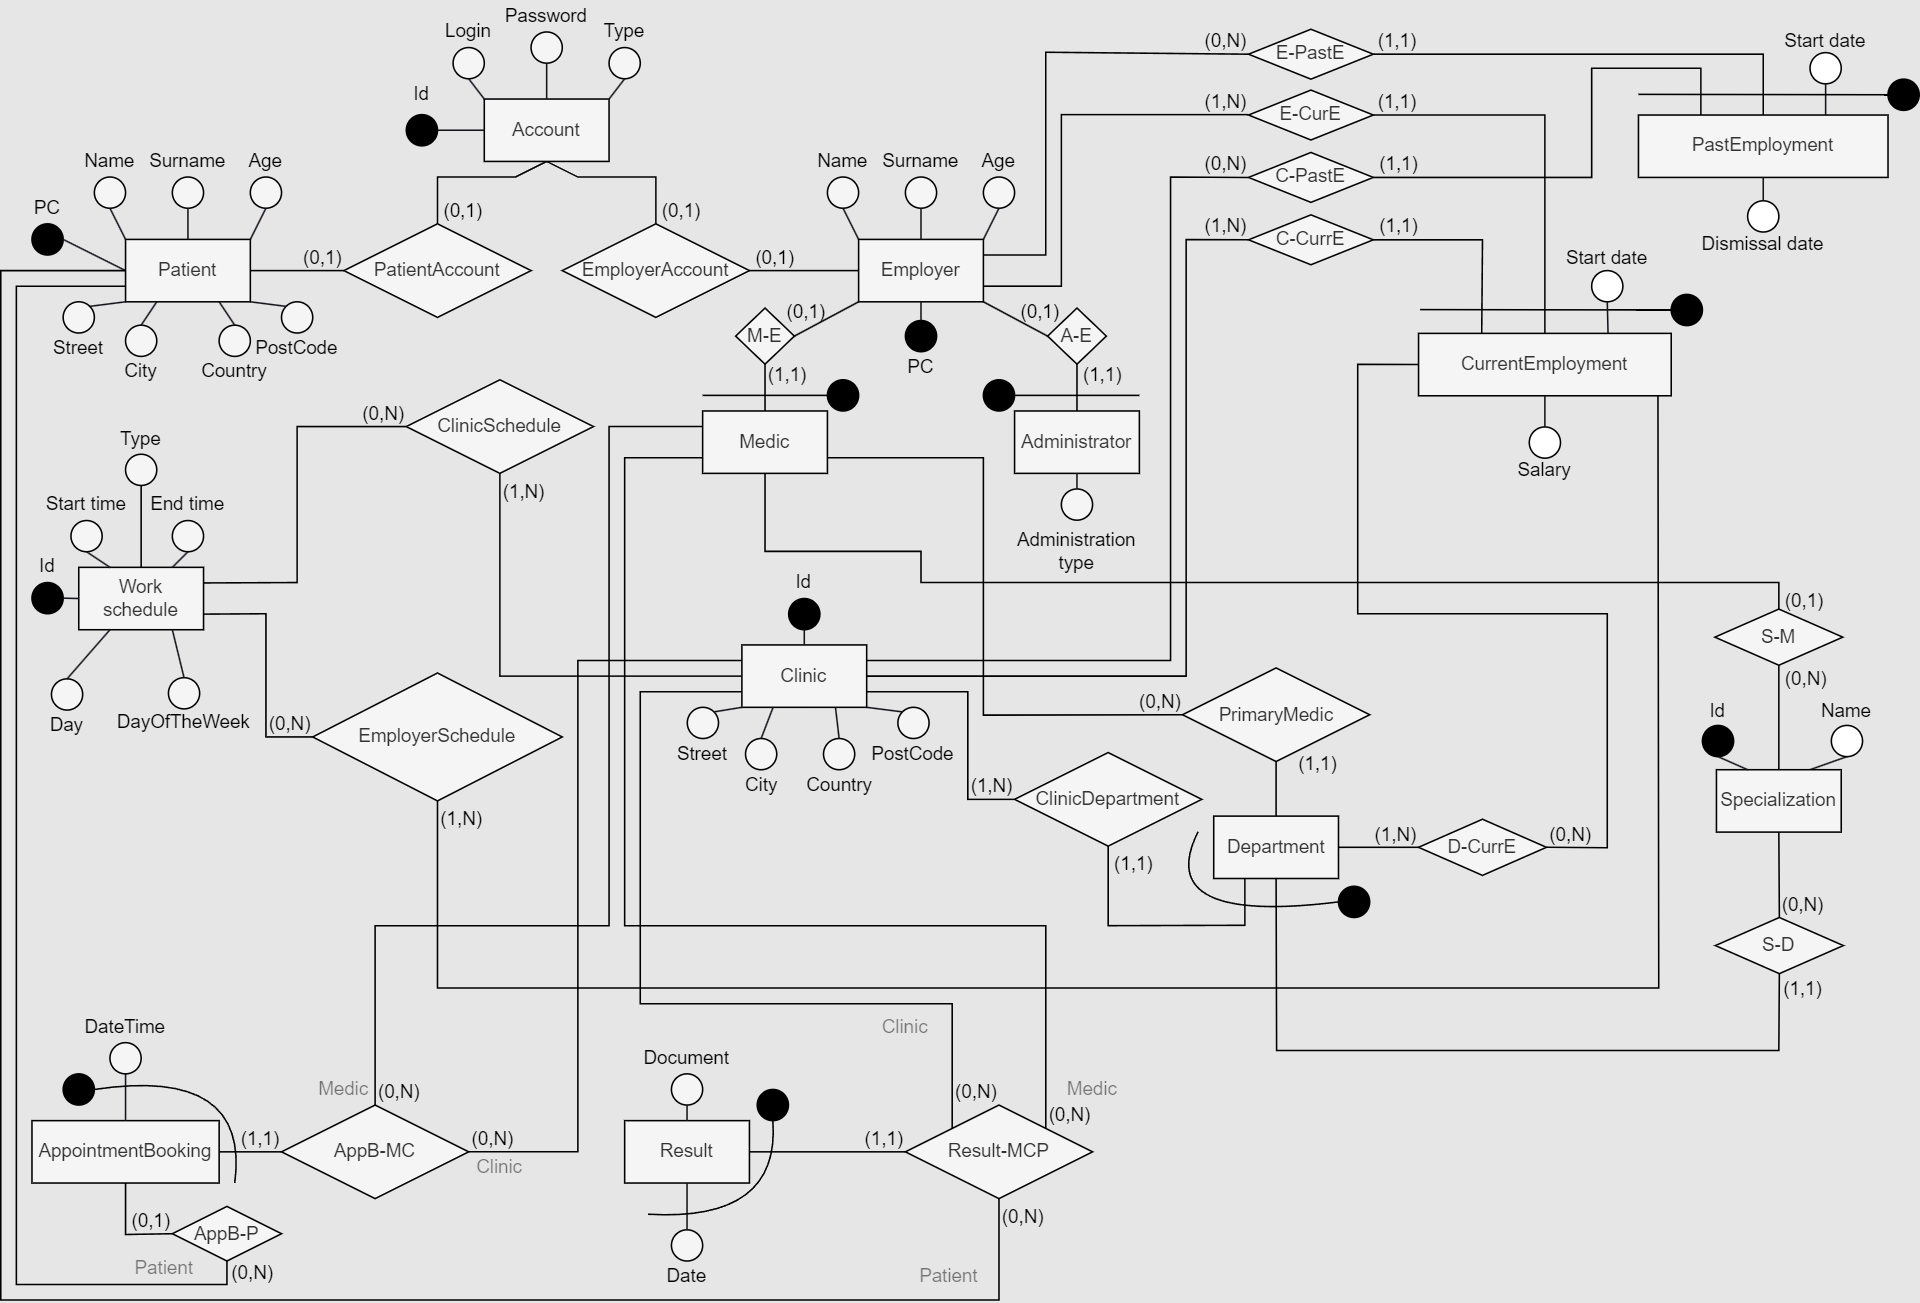 Password
Login
Type
Id
Account
(0,N)
E-PastE
(1,1)
Start date
(1,N)
E-CurE
(1,1)
PastEmployment
(0,N)
C-PastE
(1,1)
Dismissal date
(1,N)
C-CurrE
(1,1)
Name
Surname
Age
PC
Patient
(0,1)
(0,1)
PatientAccount
(0,1)
EmployerAccount
(0,1)
Name
Surname
Age
Employer
Street
City
Country
PostCode
(0,1)
M-E
(1,1)
PC
(0,1)
A-E
(1,1)
Start date
CurrentEmployment
Salary
(0,N)
ClinicSchedule
(1,N)
Medic
Administrator
Administration
type
Type
Start time
End time
Id
Work
schedule
Day
DayOfTheWeek
(0,N)
EmployerSchedule
(1,N)
Id
Clinic
Street
City
Country
PostCode
(0,1)
S-M
(0,N)
(0,N)
PrimaryMedic
(1,1)
Id
Name
Specialization
(1,N)
ClinicDepartment
(1,1)
Department
(1,N)
D-CurrE
(0,N)
(0,N)
S-D
(1,1)
DateTime
AppointmentBooking
(1,1)
Medic
(0,N)
AppB-MC
(0,N)
Clinic
(0,1)
AppB-P
Patient
(0,N)
Document
Result
Date
(1,1)
Clinic
(0,N)
Medic
(0,N)
Result-MCP
(0,N)
Patient